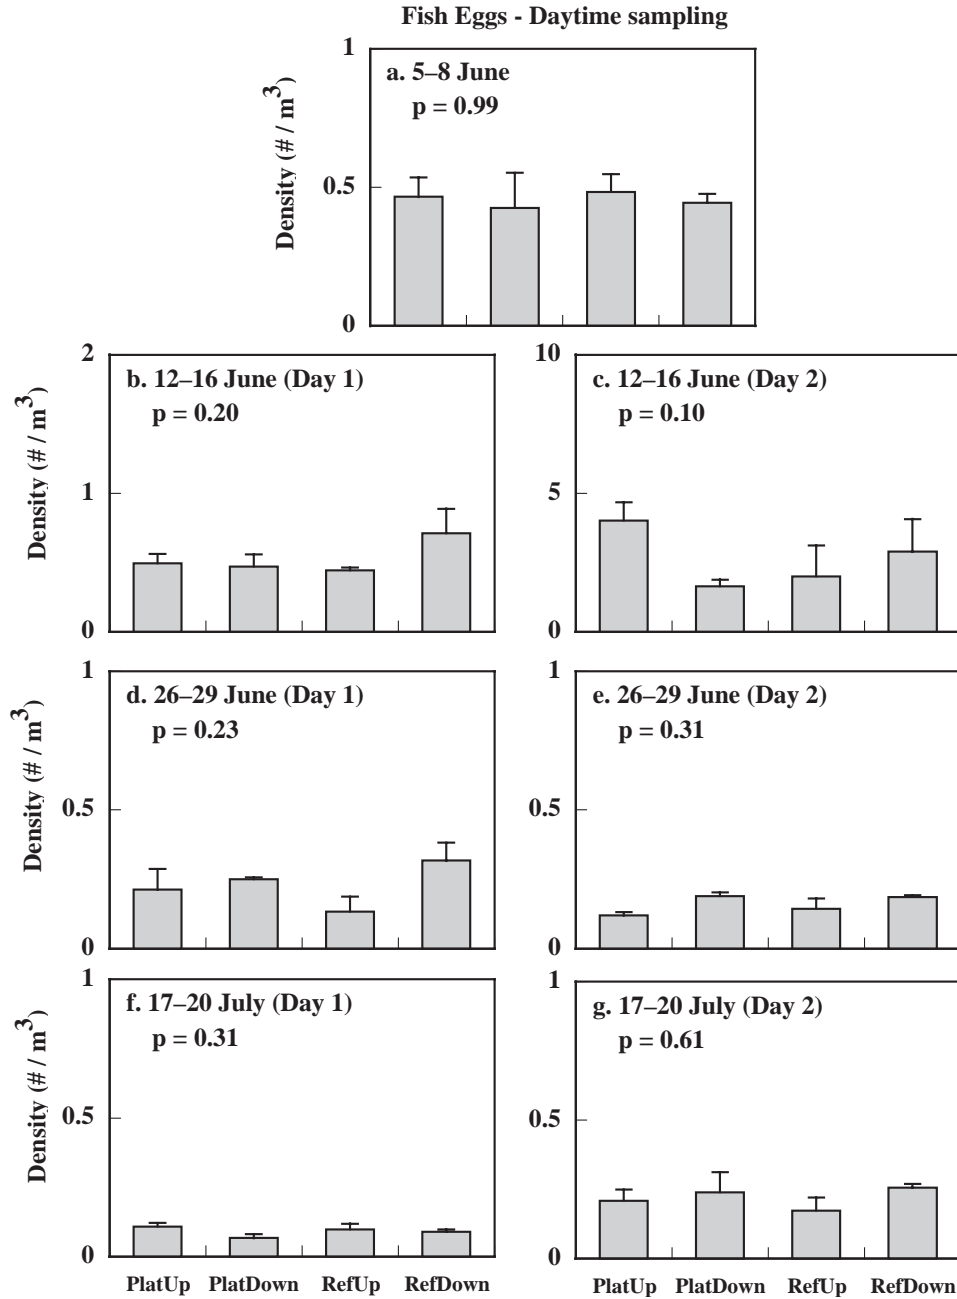 Fish Eggs - Daytime sampling
1
a. 5–8 June
p = 0.99
Density (# / m3)
0.5
0
2
b. 12–16 June (Day 1)
p = 0.20
Density (# / m3)
1
0
10
c. 12–16 June (Day 2)
p = 0.10
5
0
1
d. 26–29 June (Day 1)
p = 0.23
Density (# / m3)
0.5
0
1
e. 26–29 June (Day 2)
p = 0.31
0.5
0
1
f. 17–20 July (Day 1)
p = 0.31
Density (# / m3)
0.5
0
PlatUp PlatDown RefUp RefDown
1
g. 17–20 July (Day 2)
p = 0.61
0.5
0
PlatUp PlatDown RefUp RefDown